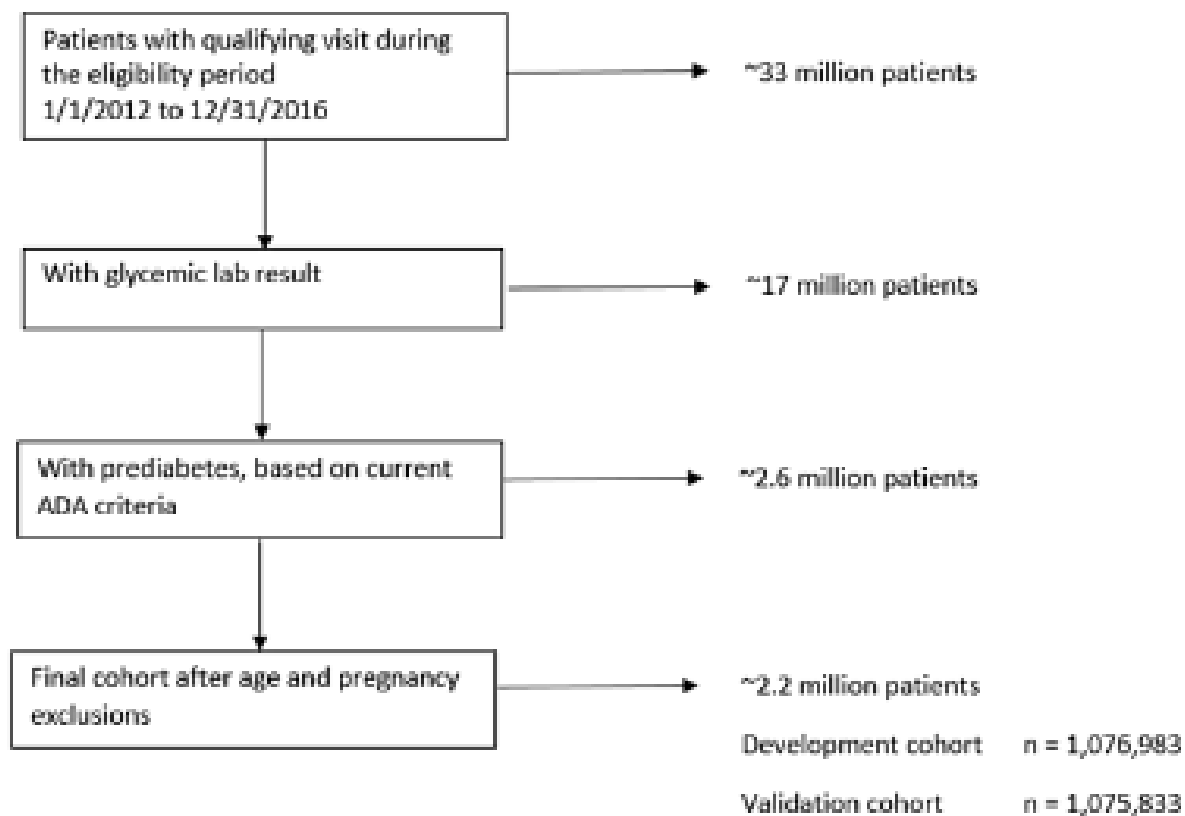 Patients with qualifying visit during
the eligibility period
1/1/2012 to 12/31/2016
~33 million patients
With glycemic lab result
~17 million patients
With prediabetes, based on current
ADA criteria
~2.6 million patients
Final cohort after age and pregnancy
exclusions
~2.2 million patients
Development cohort n = 1,076,983
Validation cohort n = 1,075,833